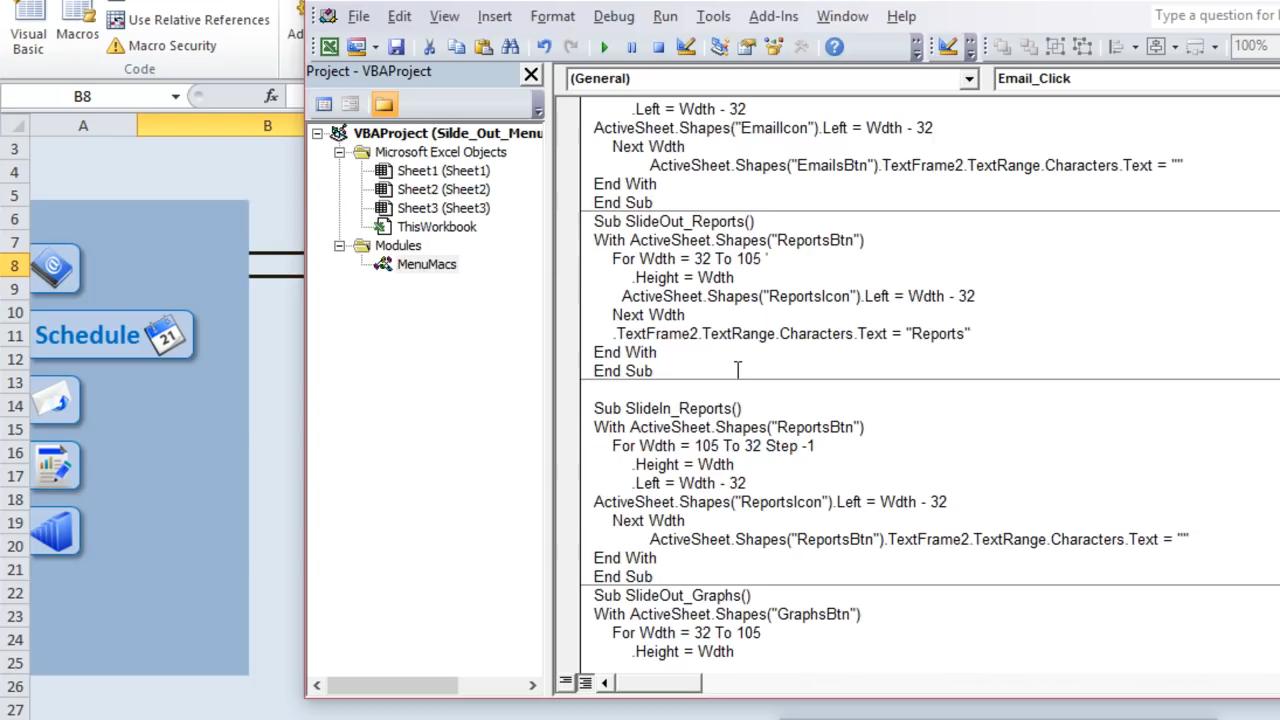 Visual Basic
Macros
Use Relative References
Macro Security
Code
File Edit View Insert Format Debug Run Tools Add-Ins Window Help
Type a question for
100%
Project - VBAProject
B8
fx
A B
3
4
5
6
7
8
9
10
11
12
13
14
15
16
17
18
19
20
21
22
23
24
25
26
27
Schedule
21
VBAProject (Silde_Out_Menu
Microsoft Excel Objects
Sheet1 (Sheet1)
Sheet2 (Sheet2)
Sheet3 (Sheet3)
ThisWorkbook
Modules
MenuMacs
(General)
Email_Click
.Left = Wdth - 32
ActiveSheet.Shapes("EmailIcon").Left = Wdth - 32
Next Wdth
ActiveSheet.Shapes("EmailsBtn").TextFrame2.TextRange.Characters.Text = ""
End With
End Sub
Sub SlideOut_Reports()
With ActiveSheet.Shapes("ReportsBtn")
For Wdth = 32 To 105 '
.Height = Wdth
ActiveSheet.Shapes("ReportsIcon").Left = Wdth - 32
Next Wdth
.TextFrame2.TextRange.Characters.Text = "Reports"
End With
End Sub
Sub SlideIn_Reports()
With ActiveSheet.Shapes("ReportsBtn")
For Wdth = 105 To 32 Step -1
.Height = Wdth
.Left = Wdth - 32
ActiveSheet.Shapes("ReportsIcon").Left = Wdth - 32
Next Wdth
ActiveSheet.Shapes("ReportsBtn").TextFrame2.TextRange.Characters.Text = ""
End With
End Sub
Sub SlideOut_Graphs()
With ActiveSheet.Shapes("GraphsBtn")
For Wdth = 32 To 105
.Height = Wdth